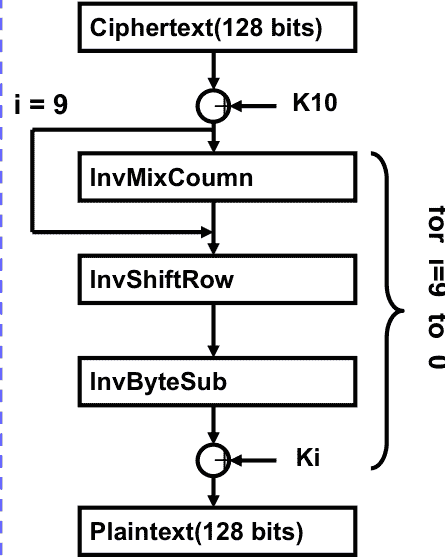 Ciphertext(128 bits)
i = 9
K10
InvMixCoumn
InvShiftRow
InvByteSub
for i=9 to 0
Ki
Plaintext(128 bits)